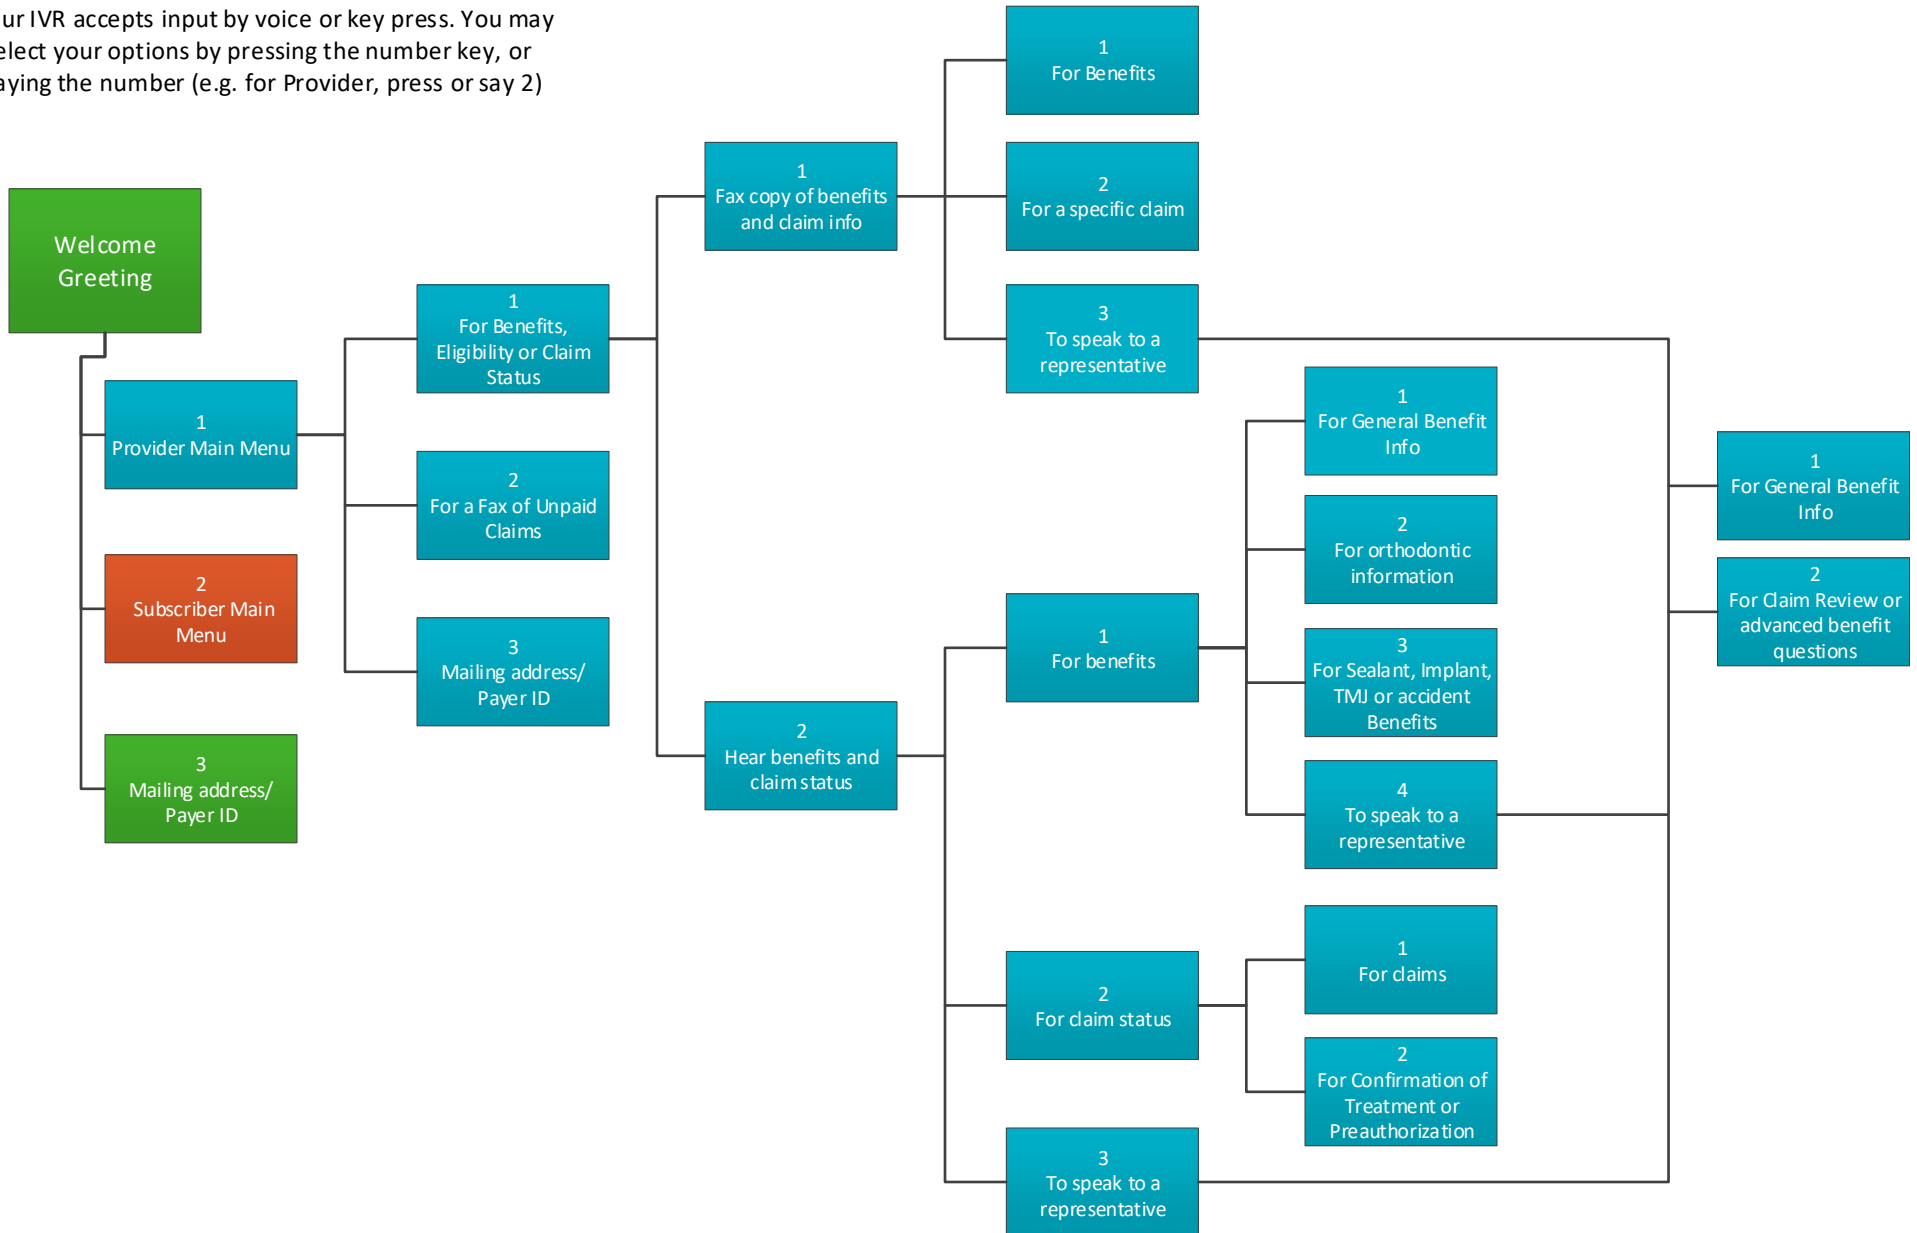 ur IVR accepts input by voice or key press. You may
elect your options by pressing the number key, or
aying the number (e.g. for Provider, press or say 2)
Welcome
Greeting
1
Provider Main Menu
2
Subscriber Main
Menu
3
Mailing address/
Payer ID
1
For Benefits,
Eligibility or Claim
Status
2
For a Fax of Unpaid
Claims
3
Mailing address/
Payer ID
1
Fax copy of benefits
and claim info
2
Hear benefits and
claim status
1
For Benefits
2
For a specific claim
3
To speak to a
representative
1
For benefits
2
For claim status
3
To speak to a
representative
1
For General Benefit
Info
2
For orthodontic
information
3
For Sealant, Implant,
TMJ or accident
Benefits
4
To speak to a
representative
1
For claims
2
For Confirmation of
Treatment or
Preauthorization
1
For General Benefit
Info
2
For Claim Review or
advanced benefit
questions